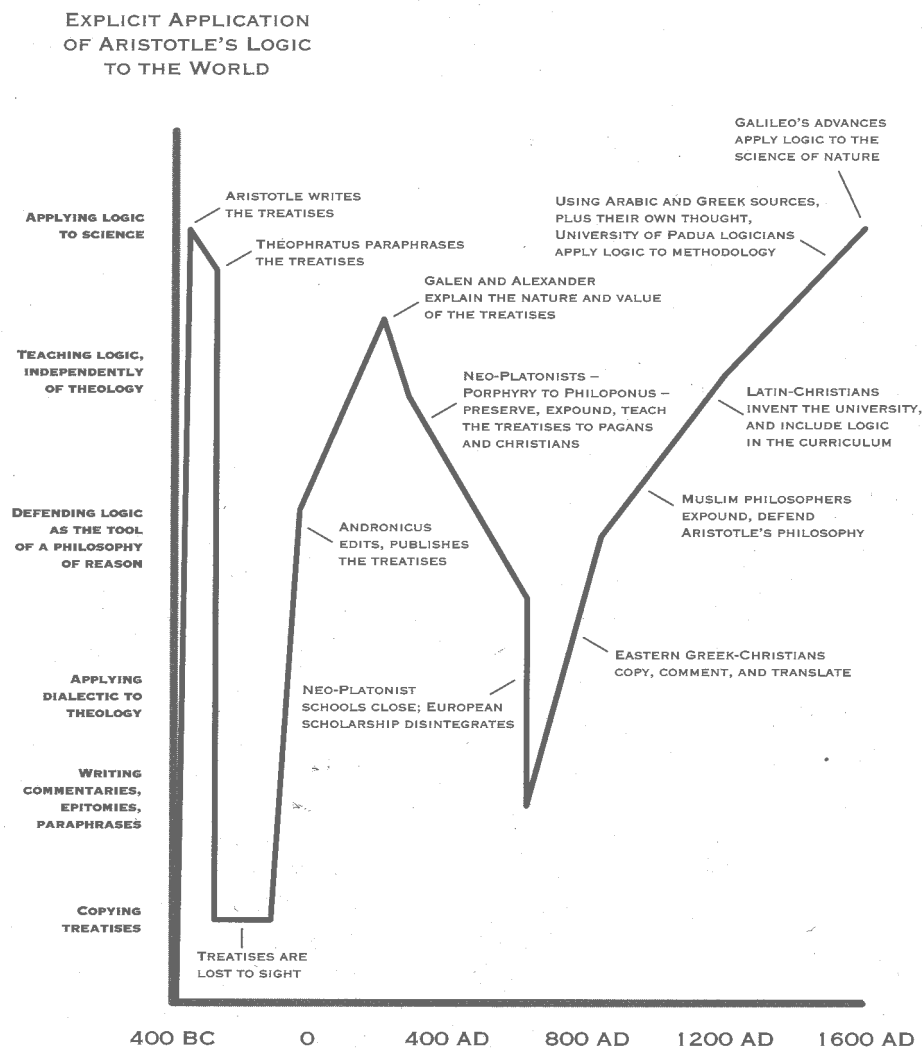 Explicit Application
of Aristotle's Logic
to the World
Galileo's advances
apply logic to the
science of nature
Aristotle writes
the treatises
Using Arabic and Greek sources,
plus their own thought,
University of Padua logicians
apply logic to methodology
Applying logic
to science
Theophratus paraphrases
the treatises
Galen and Alexander
explain the nature and value
of the treatises
Teaching logic,
independently
of theology
Neo-Platonists –
Porphyry to Philoponus –
preserve, expound, teach
the treatises to pagans
and christians
Latin-Christians
invent the university,
and include logic
in the curriculum
Defending logic
as the tool
of a philosophy
of reason
Andronicus
edits, publishes
the treatises
Muslim philosophers
expound, defend
Aristotle's philosophy
Eastern Greek-Christians
copy, comment, and translate
Applying
dialectic to
theology
Neo-Platonist
schools close; European
scholarship disintegrates
Writing
commentaries,
epitomies,
paraphrases
Copying
treatises
Treatises are
lost to sight
400 BC 0 400 AD 800 AD 1200 AD 1600 AD